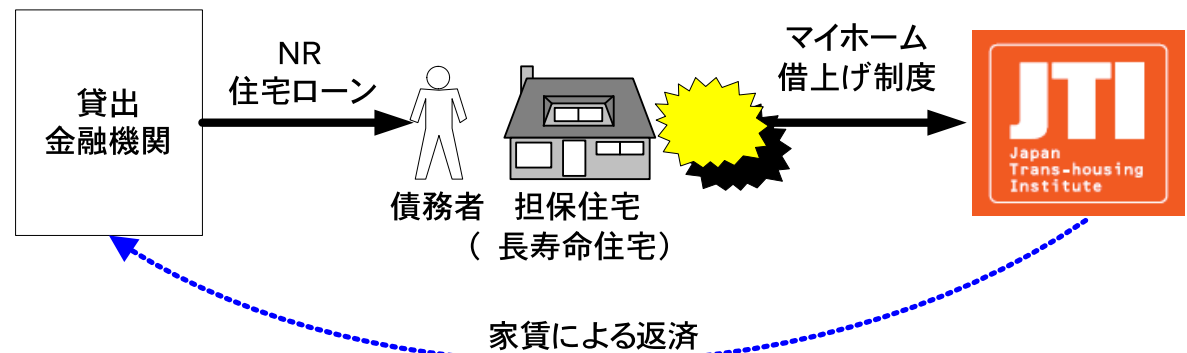 貸出
金融機関
NR
住宅ローン
債務者
担保住宅
（ 長寿命住宅）
マイホーム
借上げ制度
JTI
Japan
Trans-housing
Institute
家賃による返済